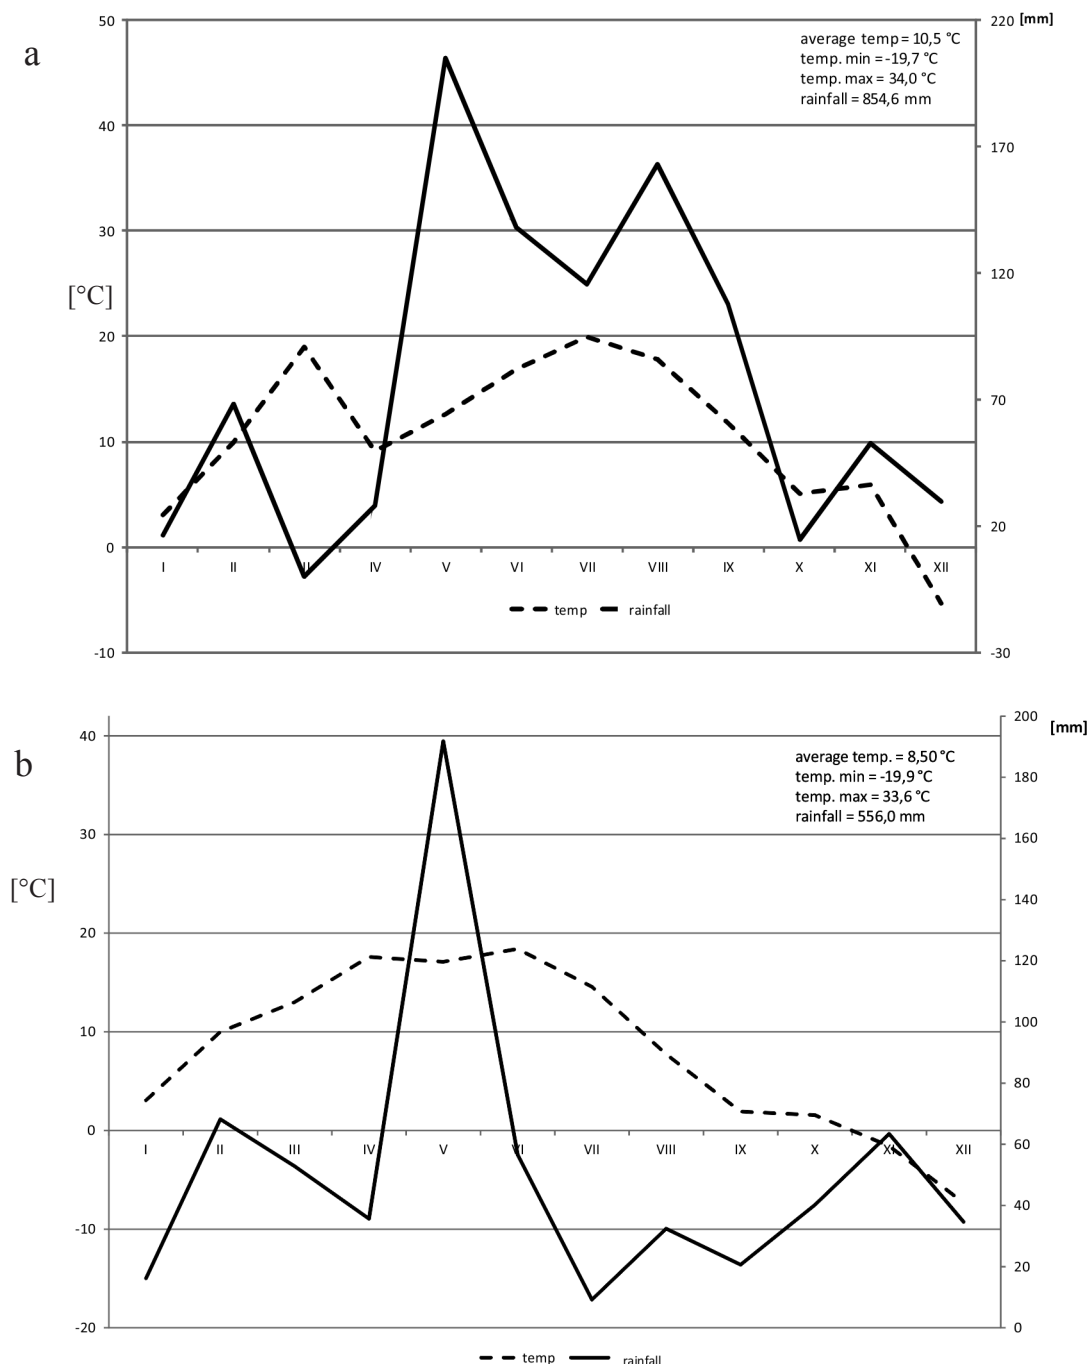 a
[mm]
average temp = 10,5 °C
temp. min = -19,7 °C
temp. max = 34,0 °C
rainfall = 854,6 mm
[°C]
50
40
30
20
10
0
-10
220
170
120
70
20
-30
I II III IV V VI VII VIII IX X XI XII
temp rainfall
b
[mm]
average temp. = 8,50 °C
temp. min = -19,9 °C
temp. max = 33,6 °C
rainfall = 556,0 mm
[°C]
40
30
20
10
0
-10
-20
200
180
160
140
120
100
80
60
40
20
0
I II III IV V VI VII VIII IX X XI XII
temp rainfall